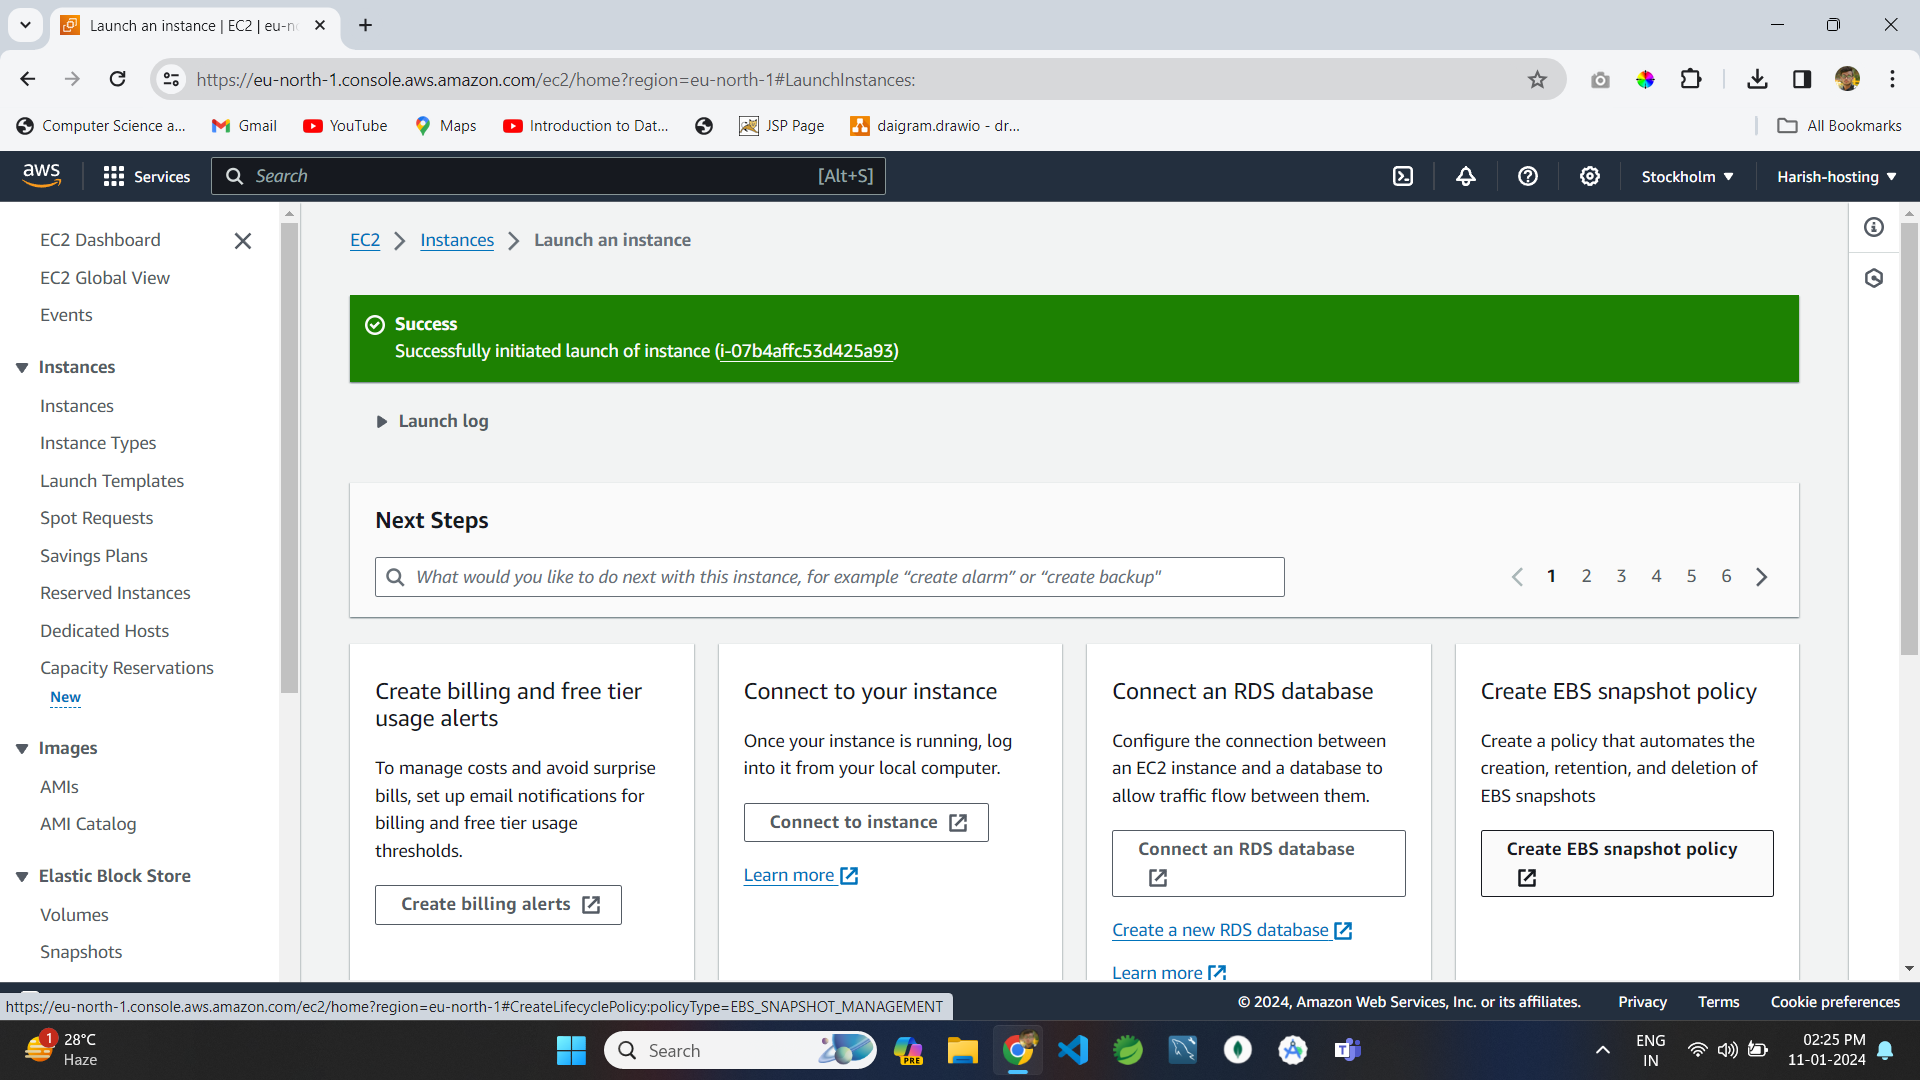 Launch an instance | EC2 | eu-no
https://eu-north-1.console.aws.amazon.com/ec2/home?region=eu-north-1#LaunchInstances:
Computer Science a...
Gmail
YouTube
Maps
Introduction to Dat...
JSP Page
daigram.drawio - dr...
All Bookmarks
aws
Services
Search
[Alt+S]
Stockholm
Harish-hosting
EC2 Dashboard
EC2 Global View
Events
Instances
Instances
Instance Types
Launch Templates
Spot Requests
Savings Plans
Reserved Instances
Dedicated Hosts
Capacity Reservations
New
Images
AMIs
AMI Catalog
Elastic Block Store
Volumes
Snapshots
EC2
Instances
Launch an instance
Success
Successfully initiated launch of instance (i-07b4affc53d425a93)
Launch log
Next Steps
What would you like to do next with this instance, for example “create alarm” or “create backup"
1 2 3 4 5 6
Create billing and free tier
usage alerts
To manage costs and avoid surprise
bills, set up email notifications for
billing and free tier usage
thresholds.
Create billing alerts
Connect to your instance
Once your instance is running, log
into it from your local computer.
Connect to instance
Learn more
Connect an RDS database
Configure the connection between
an EC2 instance and a database to
allow traffic flow between them.
Connect an RDS database
Create a new RDS database
Learn more
Create EBS snapshot policy
Create a policy that automates the
creation, retention, and deletion of
EBS snapshots
Create EBS snapshot policy
https://eu-north-1.console.aws.amazon.com/ec2/home?region=eu-north-1#CreateLifecyclePolicy:policyType=EBS_SNAPSHOT_MANAGEMENT
© 2024, Amazon Web Services, Inc. or its affiliates.
Privacy
Terms
Cookie preferences
1
28°C
Haze
Search
PRE
ENG
IN
02:25 PM
11-01-2024